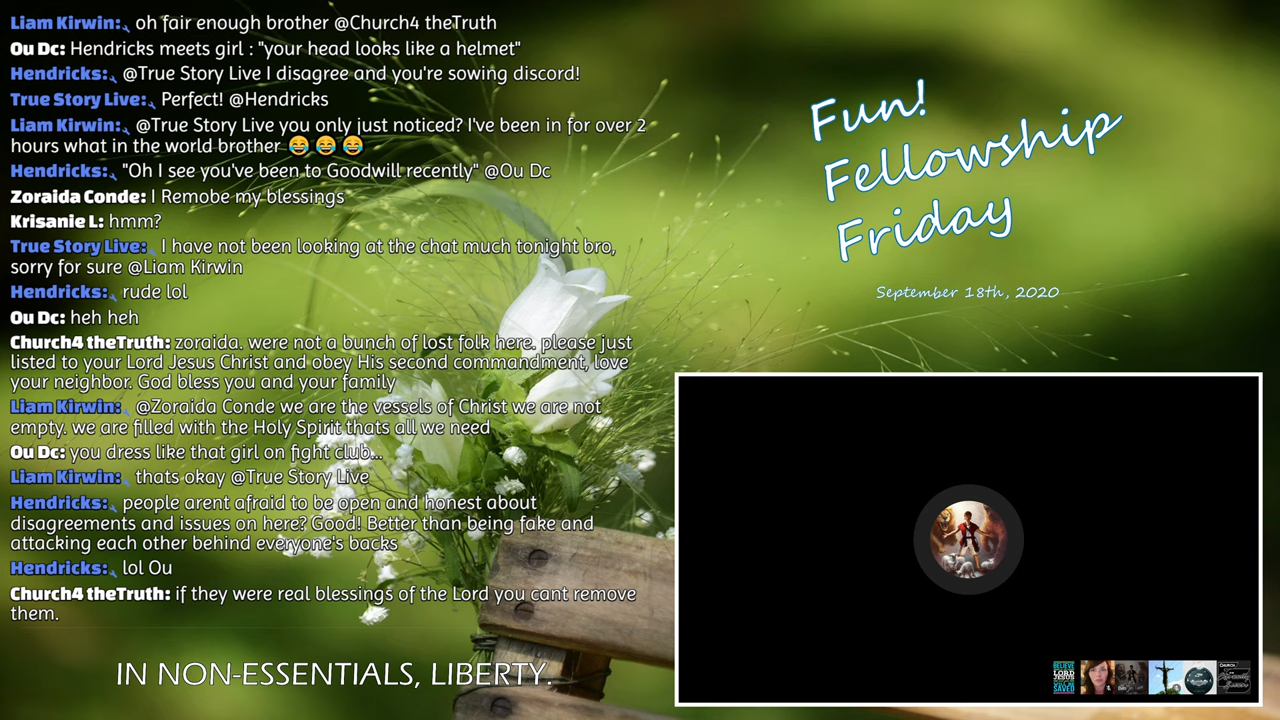 Liam Kirwin: oh fair enough brother @Church4 theTruth
Ou Dc: Hendricks meets girl : "your head looks like a helmet"
Hendricks: @True Story Live I disagree and you're sowing discord!
True Story Live: Perfect! @Hendricks
Liam Kirwin: @True Story Live you only just noticed? I've been in for over 2
hours what in the world brother 😂 😂 😂
Hendricks: "Oh I see you've been to Goodwill recently" @Ou Dc
Zoraida Conde: I Remobe my blessings
Krisanie L: hmm?
True Story Live: I have not been looking at the chat much tonight bro,
sorry for sure @Liam Kirwin
Hendricks: rude lol
Ou Dc: heh heh
Church4 theTruth: zoraida. were not a bunch of lost folk here. please just
listed to your Lord Jesus Christ and obey His second commandment, love
your neighbor. God bless you and your family
Liam Kirwin: @Zoraida Conde we are the vessels of Christ we are not
empty. we are filled with the Holy Spirit thats all we need
Ou Dc: you dress like that girl on fight club...
Liam Kirwin: thats okay @True Story Live
Hendricks: people arent afraid to be open and honest about
disagreements and issues on here? Good! Better than being fake and
attacking each other behind everyone's backs
Hendricks: lol Ou
Church4 theTruth: if they were real blessings of the Lord you cant remove
them.
IN NON-ESSENTIALS, LIBERTY.
Fun!
Fellowship
Friday
September 18th, 2020
BELIEVE
LORD
JESUS
SAVED